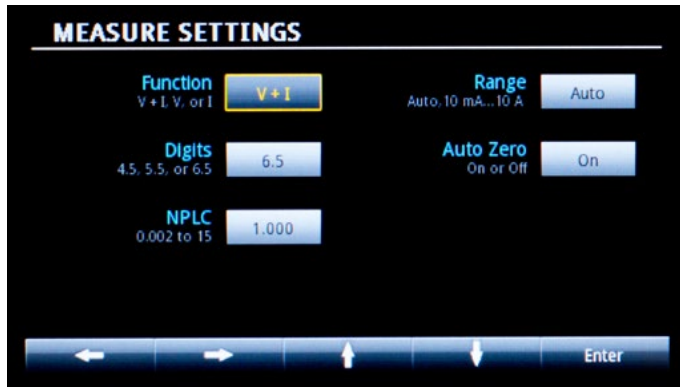 MEASURE SETTINGS
Function
V + I, V, or I
V + I
Range
Auto, 10 mA...10 A
Auto
Digits
4.5, 5.5, or 6.5
6.5
Auto Zero
On or Off
On
NPLC
0.002 to 15
1.000
Enter